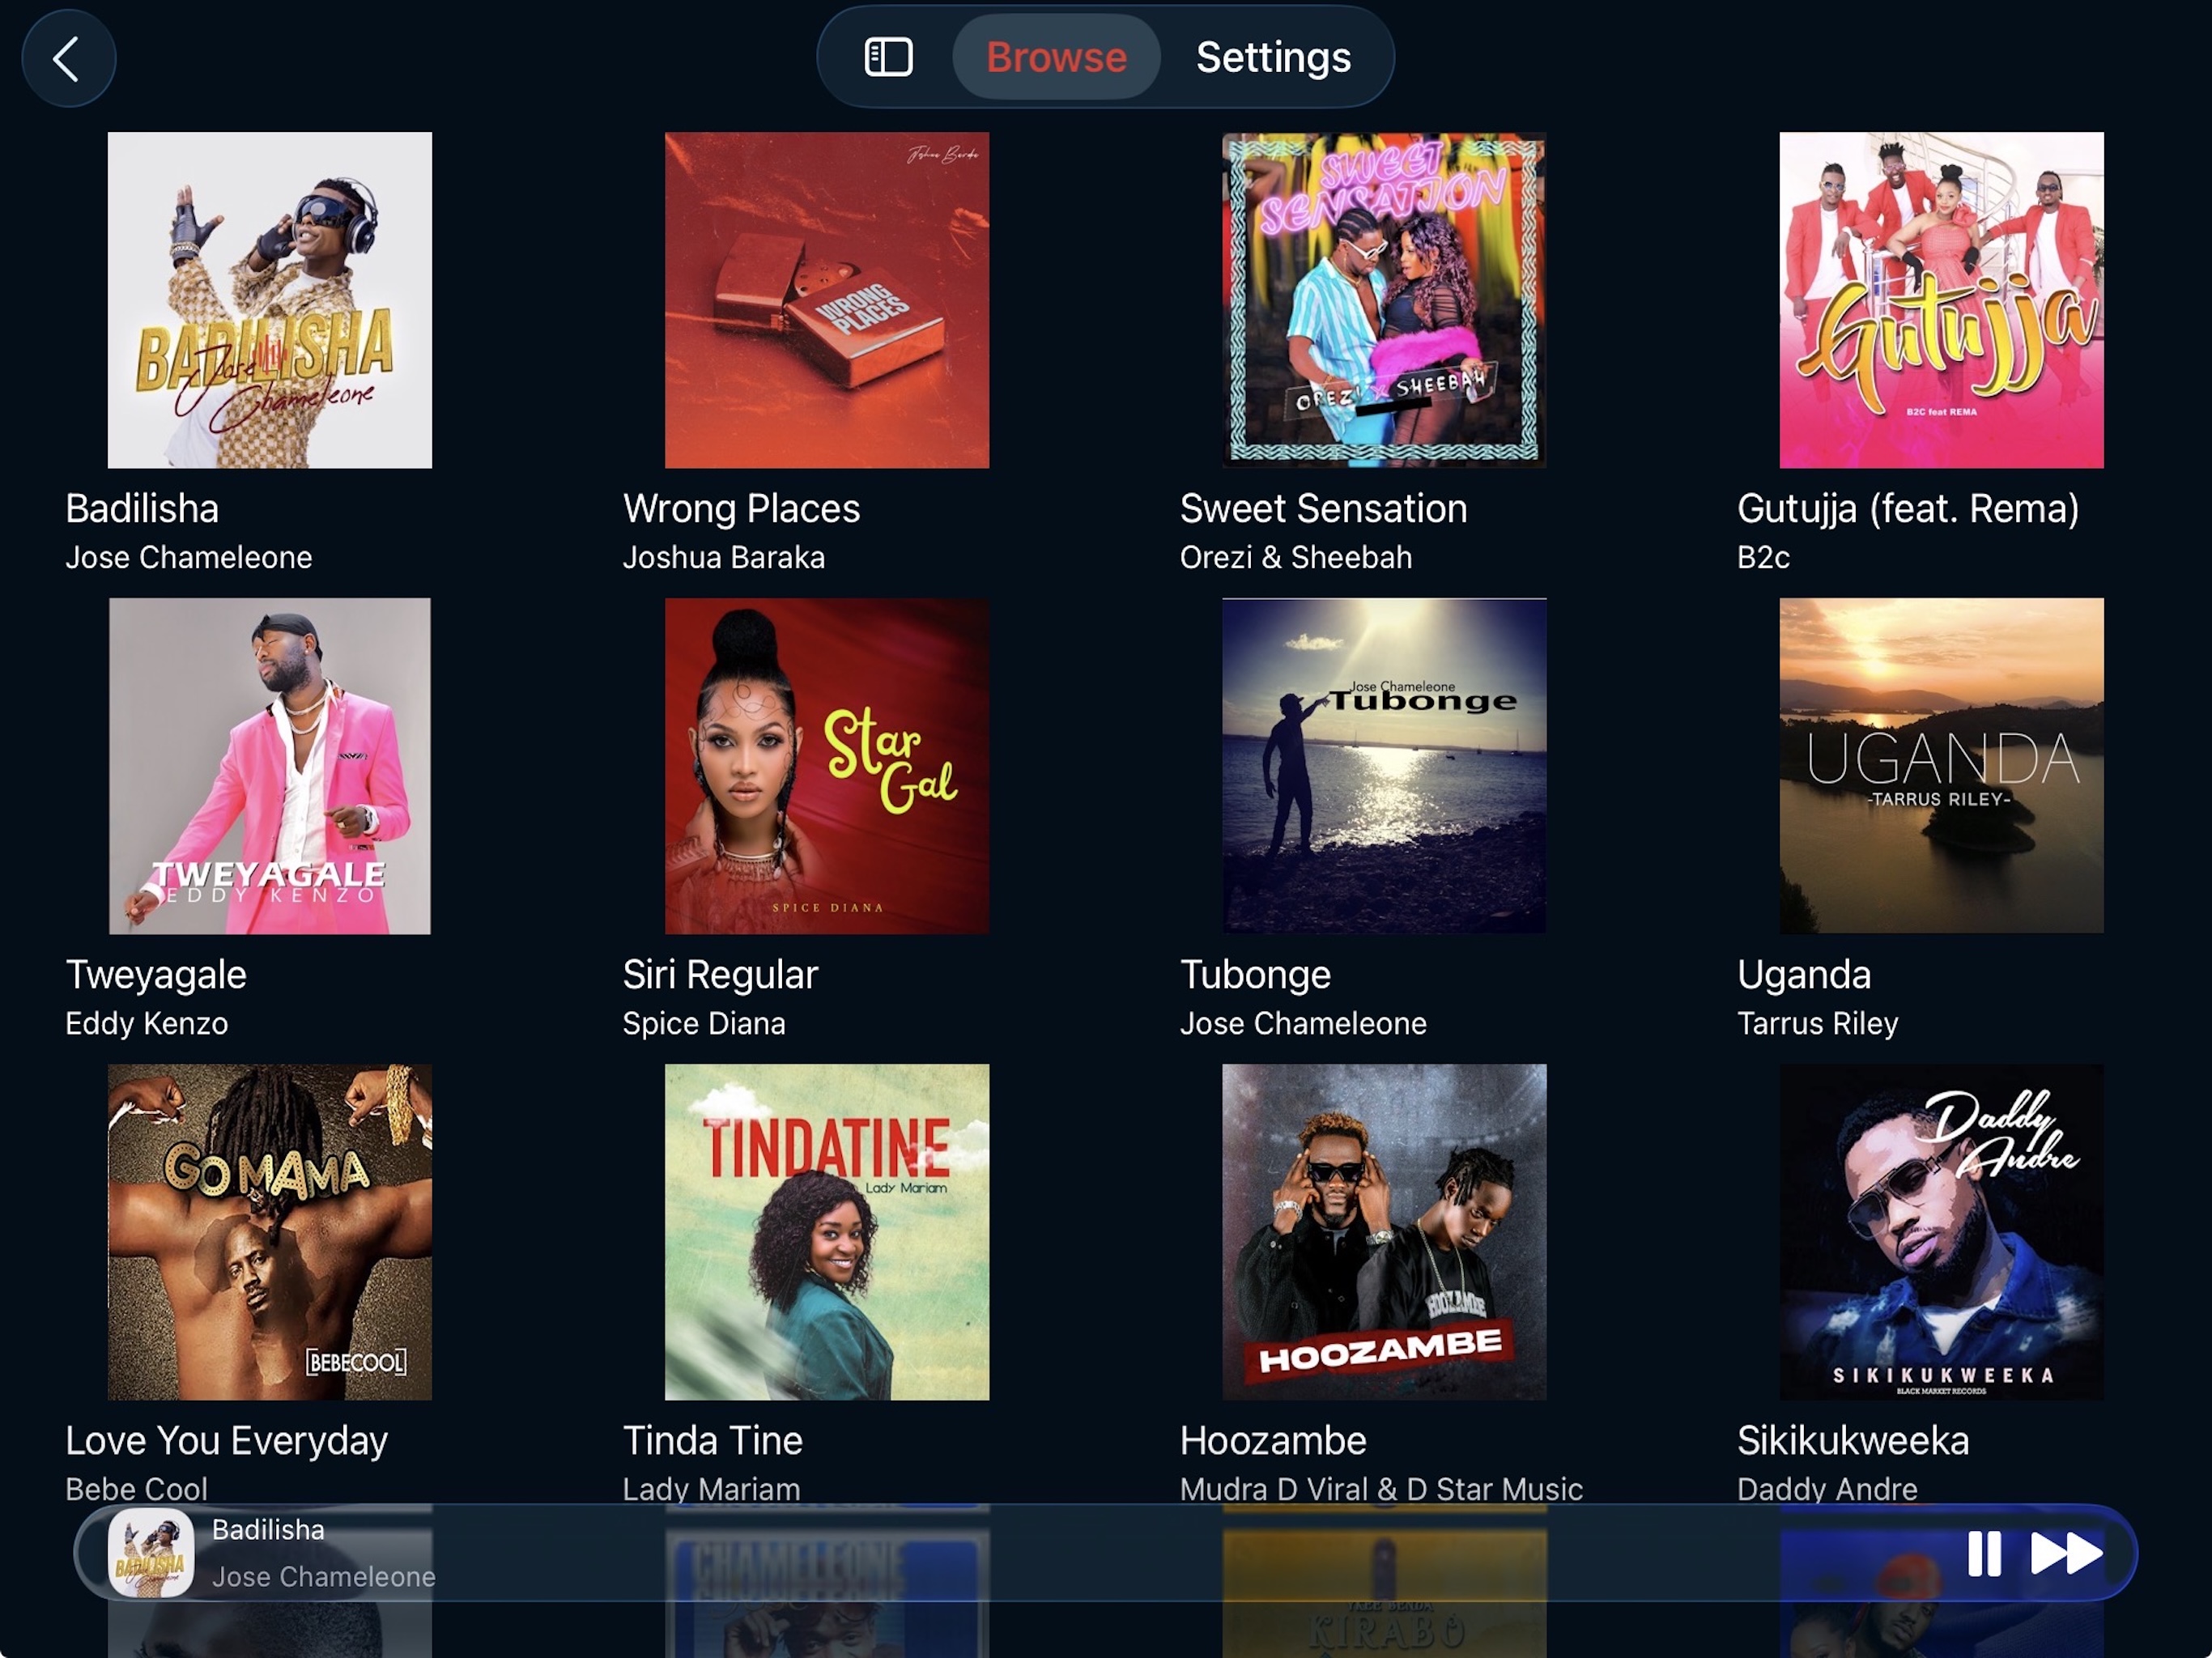 Browse
Settings
Joshua Baraka
BADILISHA
Jose
Chameleone
WRONG
PLACES
SWEET
SENSATION
OREZI X SHEEBAH
Gutujja
B2C feat REMA
Badilisha
Jose Chameleone
Wrong Places
Joshua Baraka
Sweet Sensation
Orezi & Sheebah
Gutujja (feat. Rema)
B2c
TWEYAGALE
EDDY KENZO
Star
Gal
SPICE DIANA
Jose Chameleone
Tubonge
UGANDA
-TARRUS RILEY-
Tweyagale
Eddy Kenzo
Siri Regular
Spice Diana
Tubonge
Jose Chameleone
Uganda
Tarrus Riley
GO MAMA
[BEBECOOL]
TINDATINE
Lady Mariam
HOOZAMBE
HOOZAMBE
Daddy
Andre
SIKIKUKWEEKA
BLACK MARKET RECORDS
Love You Everyday
Bebe Cool
Tinda Tine
Lady Mariam
Hoozambe
Mudra D Viral & D Star Music
Sikikukweeka
Daddy Andre
BADILISHA
Badilisha
Jose Chameleone
CHAMELEONE
YKEE BENDA
KIRABO